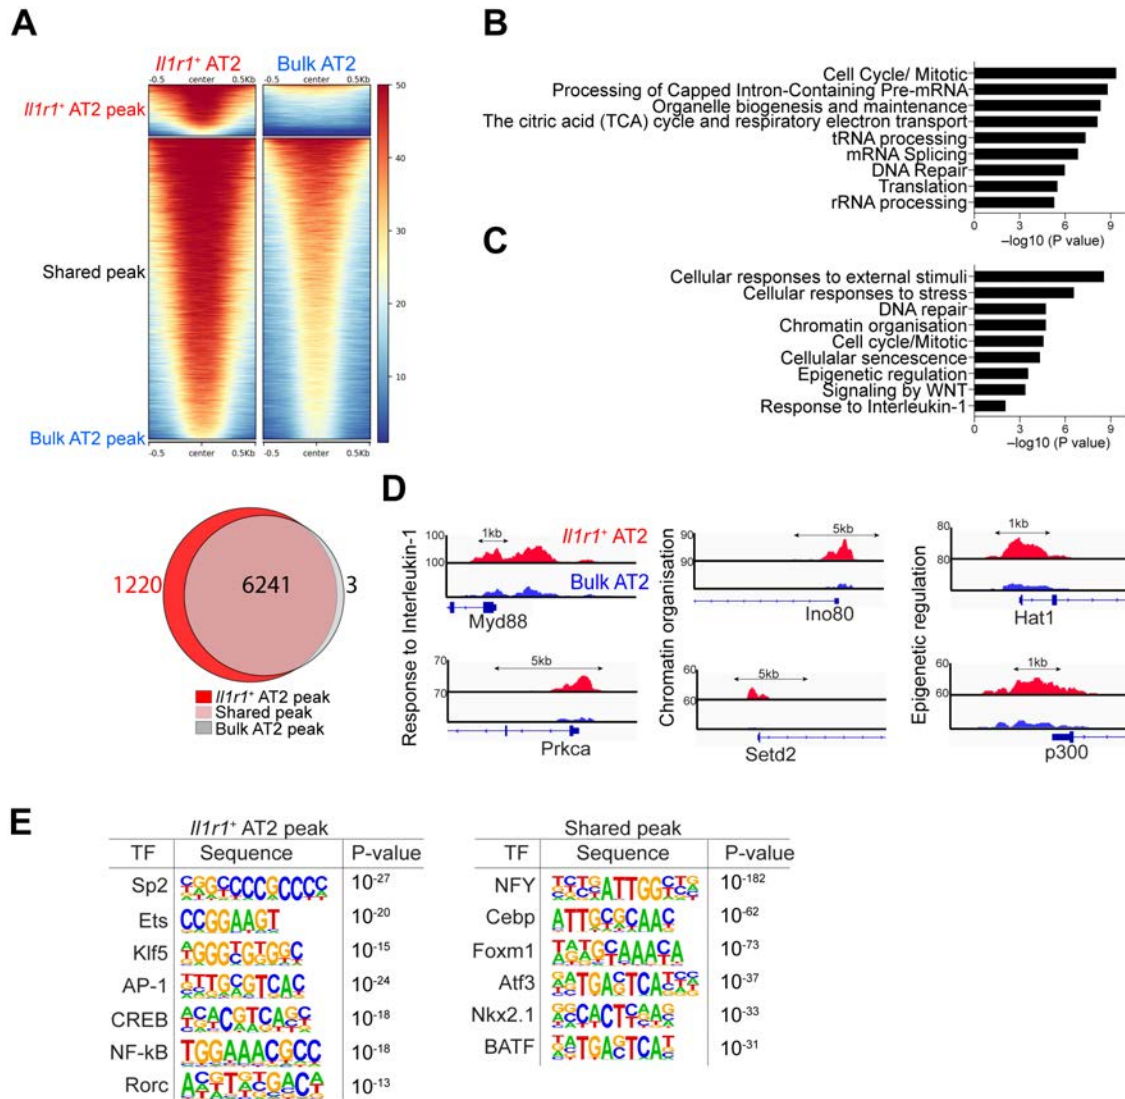 A
Il1r1+ AT2 Bulk AT2
-0.5 center 0.5Kb -0.5 center 0.5Kb
50
Il1r1+ AT2 peak
40
30
Shared peak
20
10
Bulk AT2 peak
-0.5 center 0.5Kb -0.5 center 0.5Kb
1220 6241 3
Il1r1+ AT2 peak
Shared peak
Bulk AT2 peak
B
Cell Cycle/ Mitotic
Processing of Capped Intron-Containing Pre-mRNA
Organelle biogenesis and maintenance
The citric acid (TCA) cycle and respiratory electron transport
tRNA processing
mRNA Splicing
DNA Repair
Translation
rRNA processing
0 3 6 9
–log10 (P value)
C
Cellular responses to external stimuli
Cellular responses to stress
DNA repair
Chromatin organisation
Cell cycle/Mitotic
Cellulalar sencescence
Epigenetic regulation
Signaling by WNT
Response to Interleukin-1
0 3 6 9
–log10 (P value)
D
Response to Interleukin-1
100 1kb Il1r1+ AT2
100
Bulk AT2
Myd88
70 5kb
70
Prkca
Chromatin organisation
90 5kb
90
Ino80
60 5kb
60
Setd2
Epigenetic regulation
80 1kb
80
Hat1
60 1kb
60
p300
E
Il1r1+ AT2 peak
TF Sequence P-value
Sp2 10-27
Ets CCGGAAGT 10-20
Klf5 10-15
AP-1 10-24
CREB 10-18
NF-kB TGGAAACGCC 10-18
Rorc 10-13
Shared peak
TF Sequence P-value
NFY 10-182
Cebp 10-62
Foxm1 10-73
Atf3 10-37
Nkx2.1 10-33
BATF 10-31